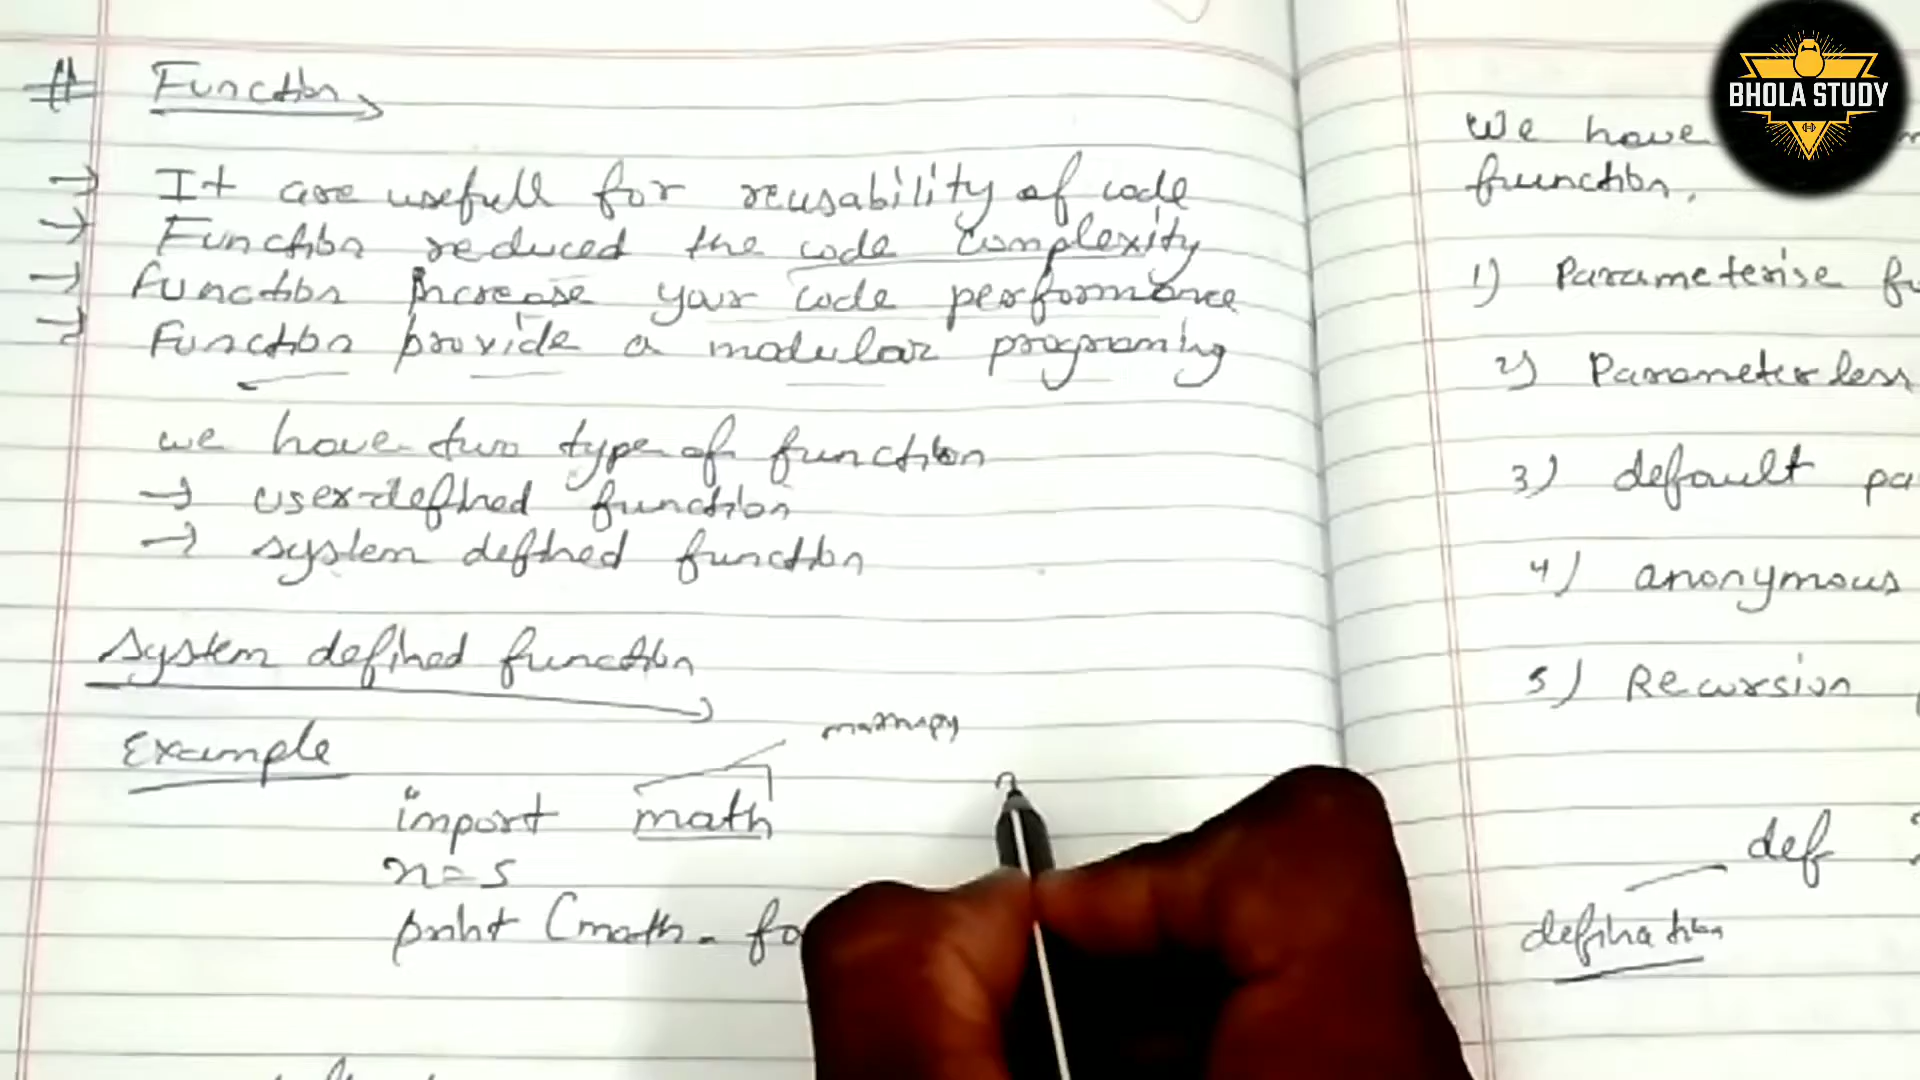 # Function
→ It are usefull for reusability of code
→ Function reduced the code complexity
→ Function Increase your code performance
→ Function provide a modular programing
we have two type of function
→ user-defined function
→ system defined function
system defined function
Example
import math
n=5
print (math.
We have
function.
1) Parameterise
2) Parameterless
3) default
4) anonymous
5) Recursion
def
defination
BHOLA STUDY